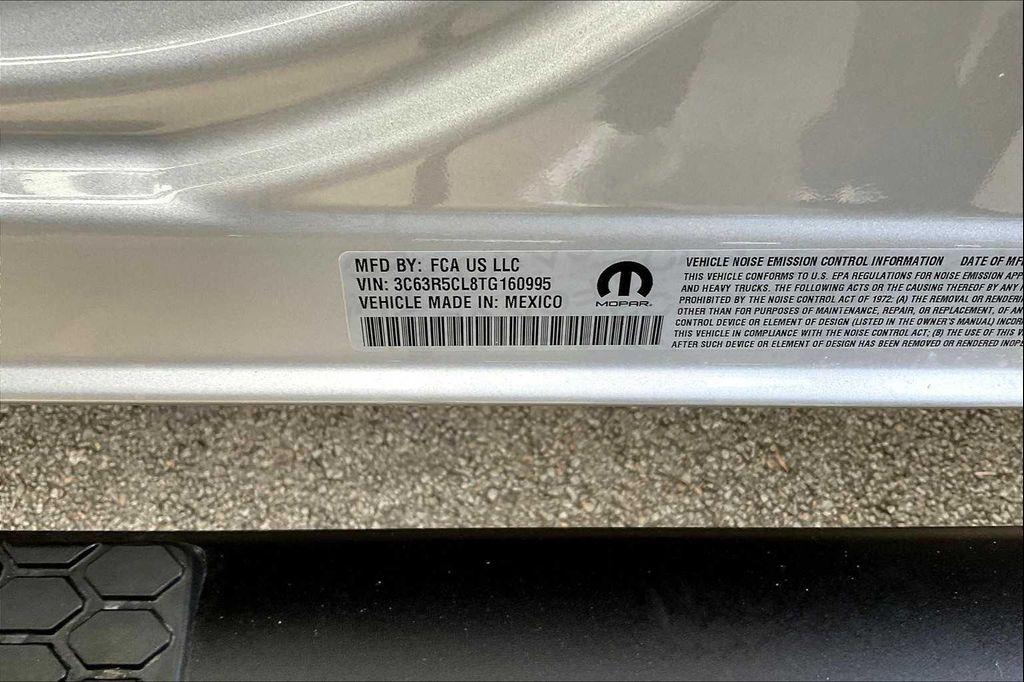 MFD BY: FCA US LLC
VIN: 3C63R5CL8TG160995
VEHICLE MADE IN: MEXICO
MOPAR
VEHICLE NOISE EMISSION CONTROL INFORMATION DATE OF
THIS VEHICLE CONFORMS TO U.S. EPA REGULATIONS FOR NOISE EMISSION
AND HEAVY TRUCKS. THE FOLLOWING ACTS OR THE CAUSING THEREOF BY ANY
PROHIBITED BY THE NOISE CONTROL ACT OF 1972: (A) THE REMOVAL OR
OTHER THAN FOR PURPOSES OF MAINTENANCE, REPAIR, OR REPLACEMENT, OF
CONTROL DEVICE OR ELEMENT OF DESIGN (LISTED IN THE OWNER'S MANUAL)
THIS VEHICLE IN COMPLIANCE WITH THE NOISE CONTROL ACT; (B) THE USE OF THIS
AFTER SUCH DEVICE OR ELEMENT OF DESIGN HAS BEEN REMOVED OR RENDERED